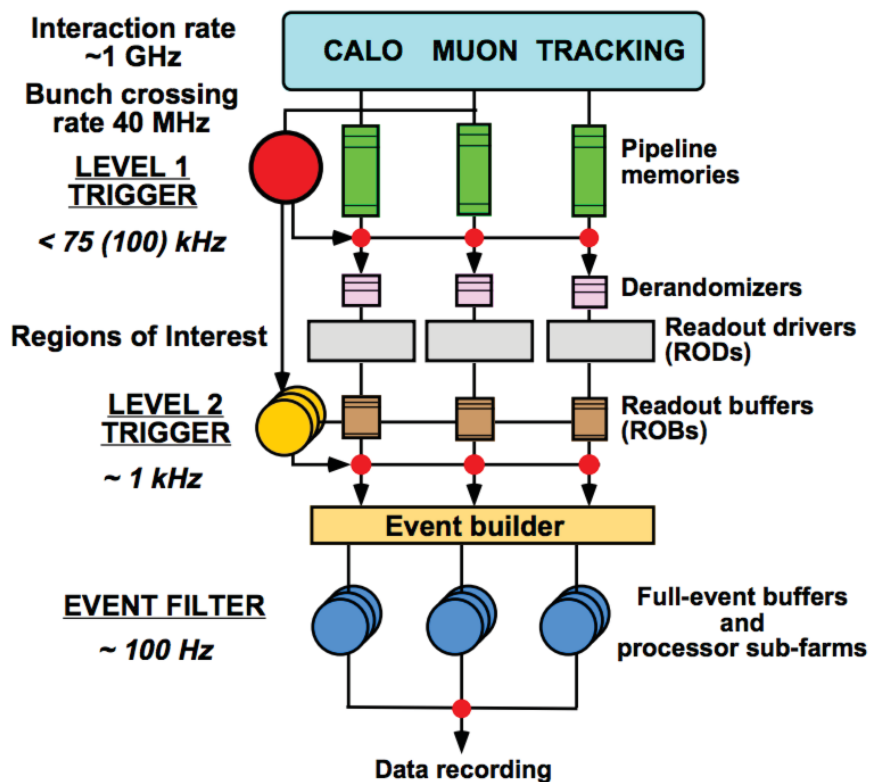 Interaction rate
~1 GHz
CALO MUON TRACKING
Bunch crossing
rate 40 MHz
LEVEL 1
TRIGGER
Pipeline
memories
< 75 (100) kHz
Derandomizers
Regions of Interest
Readout drivers
(RODs)
LEVEL 2
TRIGGER
Readout buffers
(ROBs)
~ 1 kHz
Event builder
EVENT FILTER
~ 100 Hz
Full-event buffers
and
processor sub-farms
Data recording